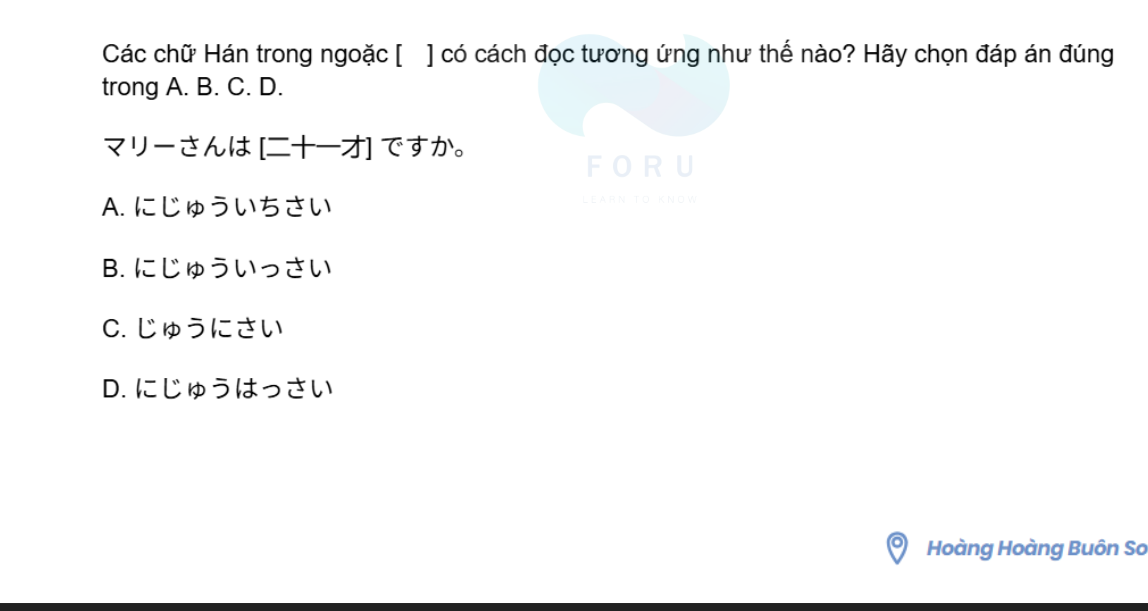 Các chữ Hán trong ngoặc [ ] có cách đọc tương ứng như thế nào? Hãy chọn đáp án đúng
trong A. B. C. D.
マリーさんは [二十一才] ですか。
A. にじゅういちさい
B. にじゅういっさい
C. じゅうにさい
D. にじゅうはっさい
FORU
LEARN TO KNOW
Hoàng Hoàng Buôn So